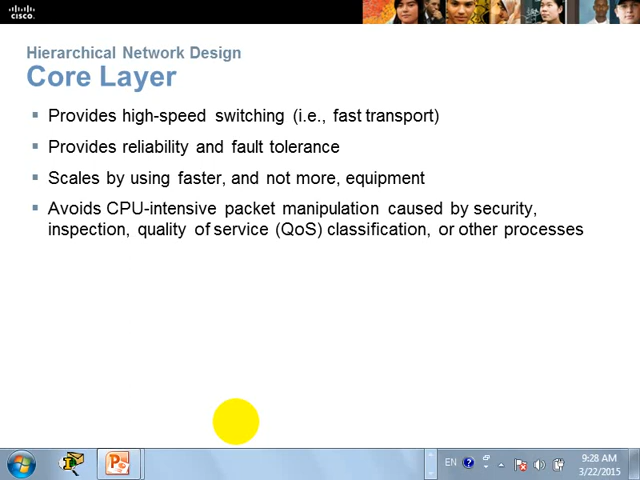 CISCO.
Hierarchical Network Design
Core Layer
Provides high-speed switching (i.e., fast transport)
Provides reliability and fault tolerance
Scales by using faster, and not more, equipment
Avoids CPU-intensive packet manipulation caused by security,
inspection, quality of service (QoS) classification, or other processes
EN
9:28 AM
3/22/2015